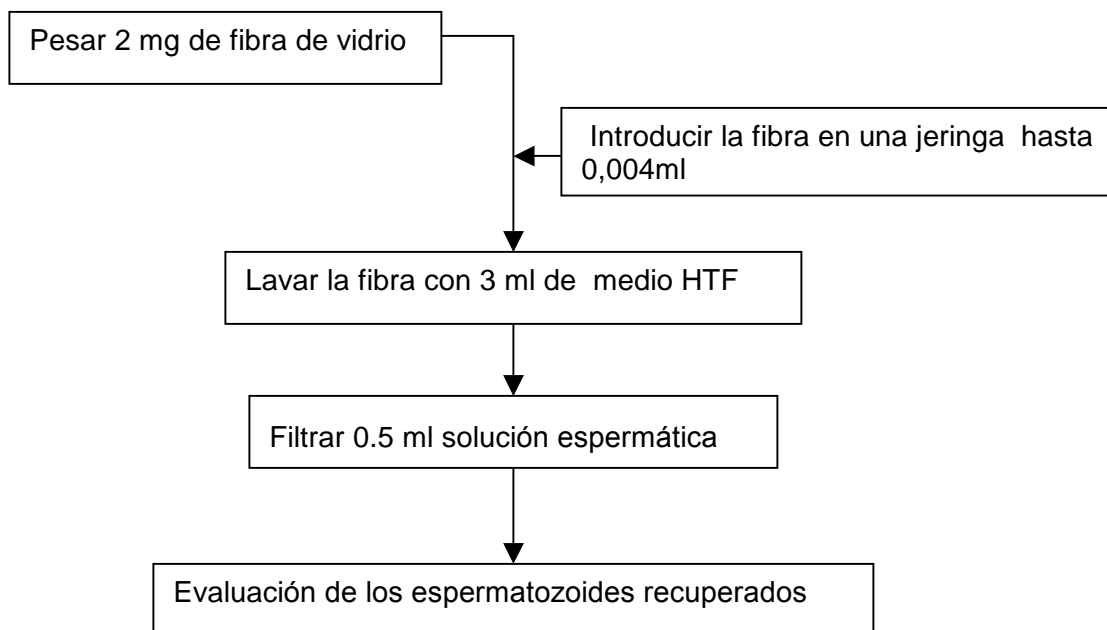 Pesar 2 mg de fibra de vidrio
Introducir la fibra en una jeringa hasta
0,004ml
Lavar la fibra con 3 ml de medio HTF
Filtrar 0.5 ml solución espermática
Evaluación de los espermatozoides recuperados